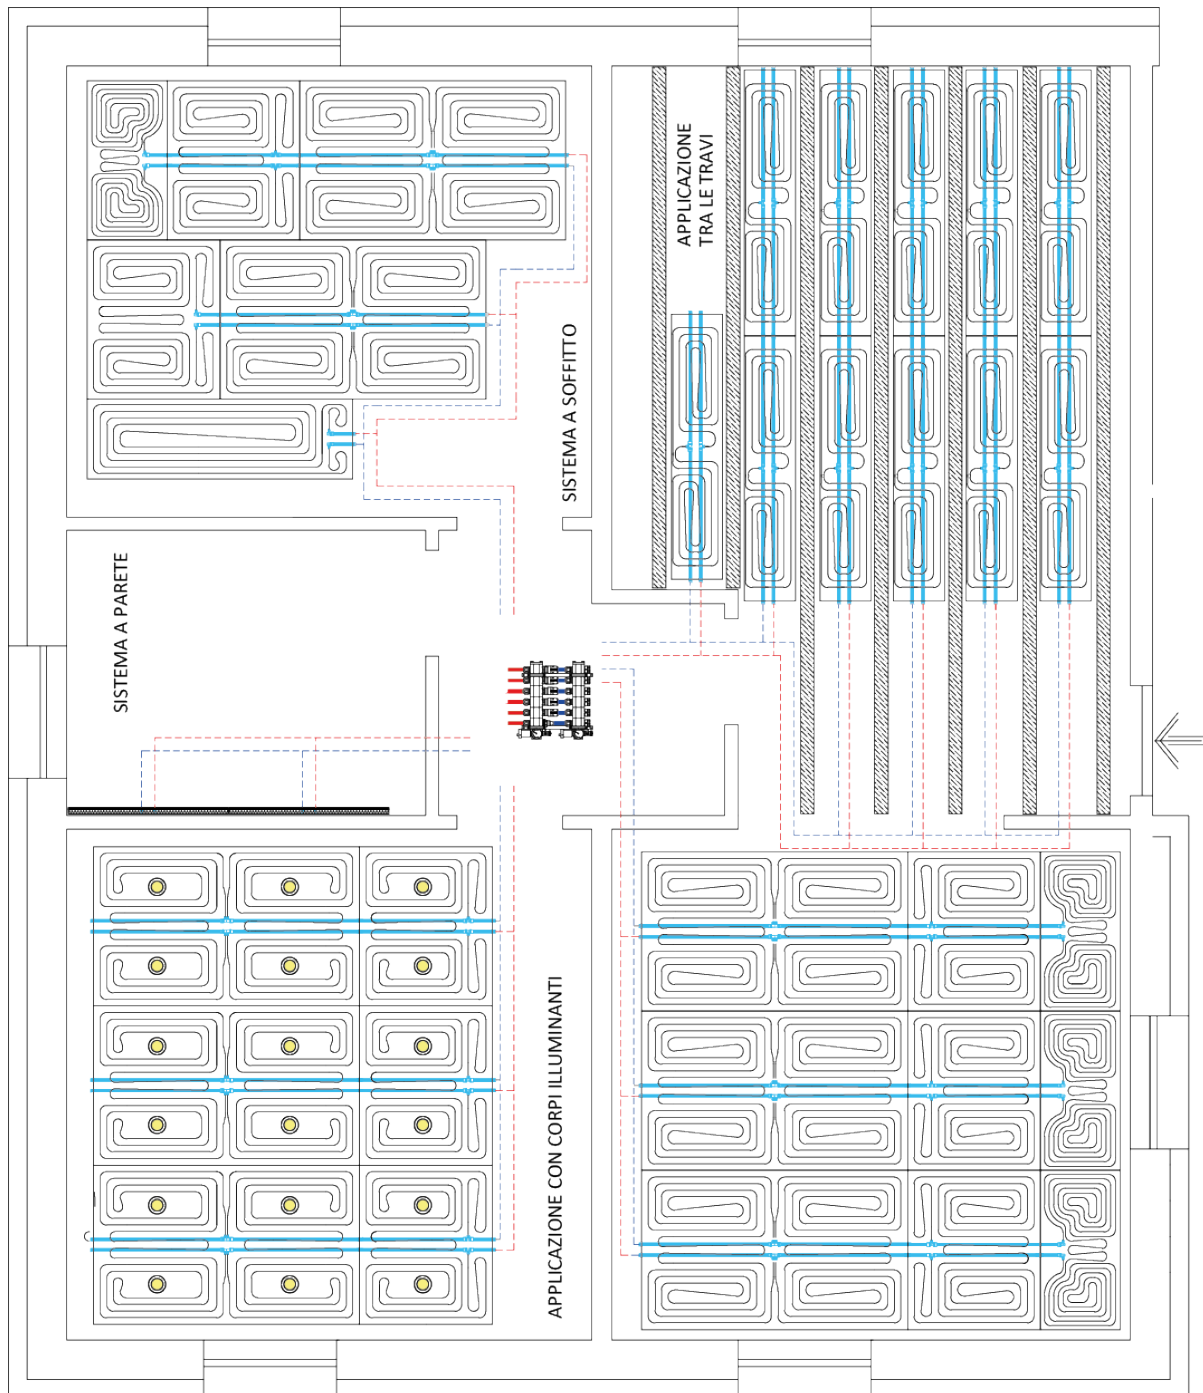 APPLICAZIONE
TRA LE TRAVI
SISTEMA A SOFFITTO
SISTEMA A PARETE
APPLICAZIONE CON CORPI ILLUMINANTI